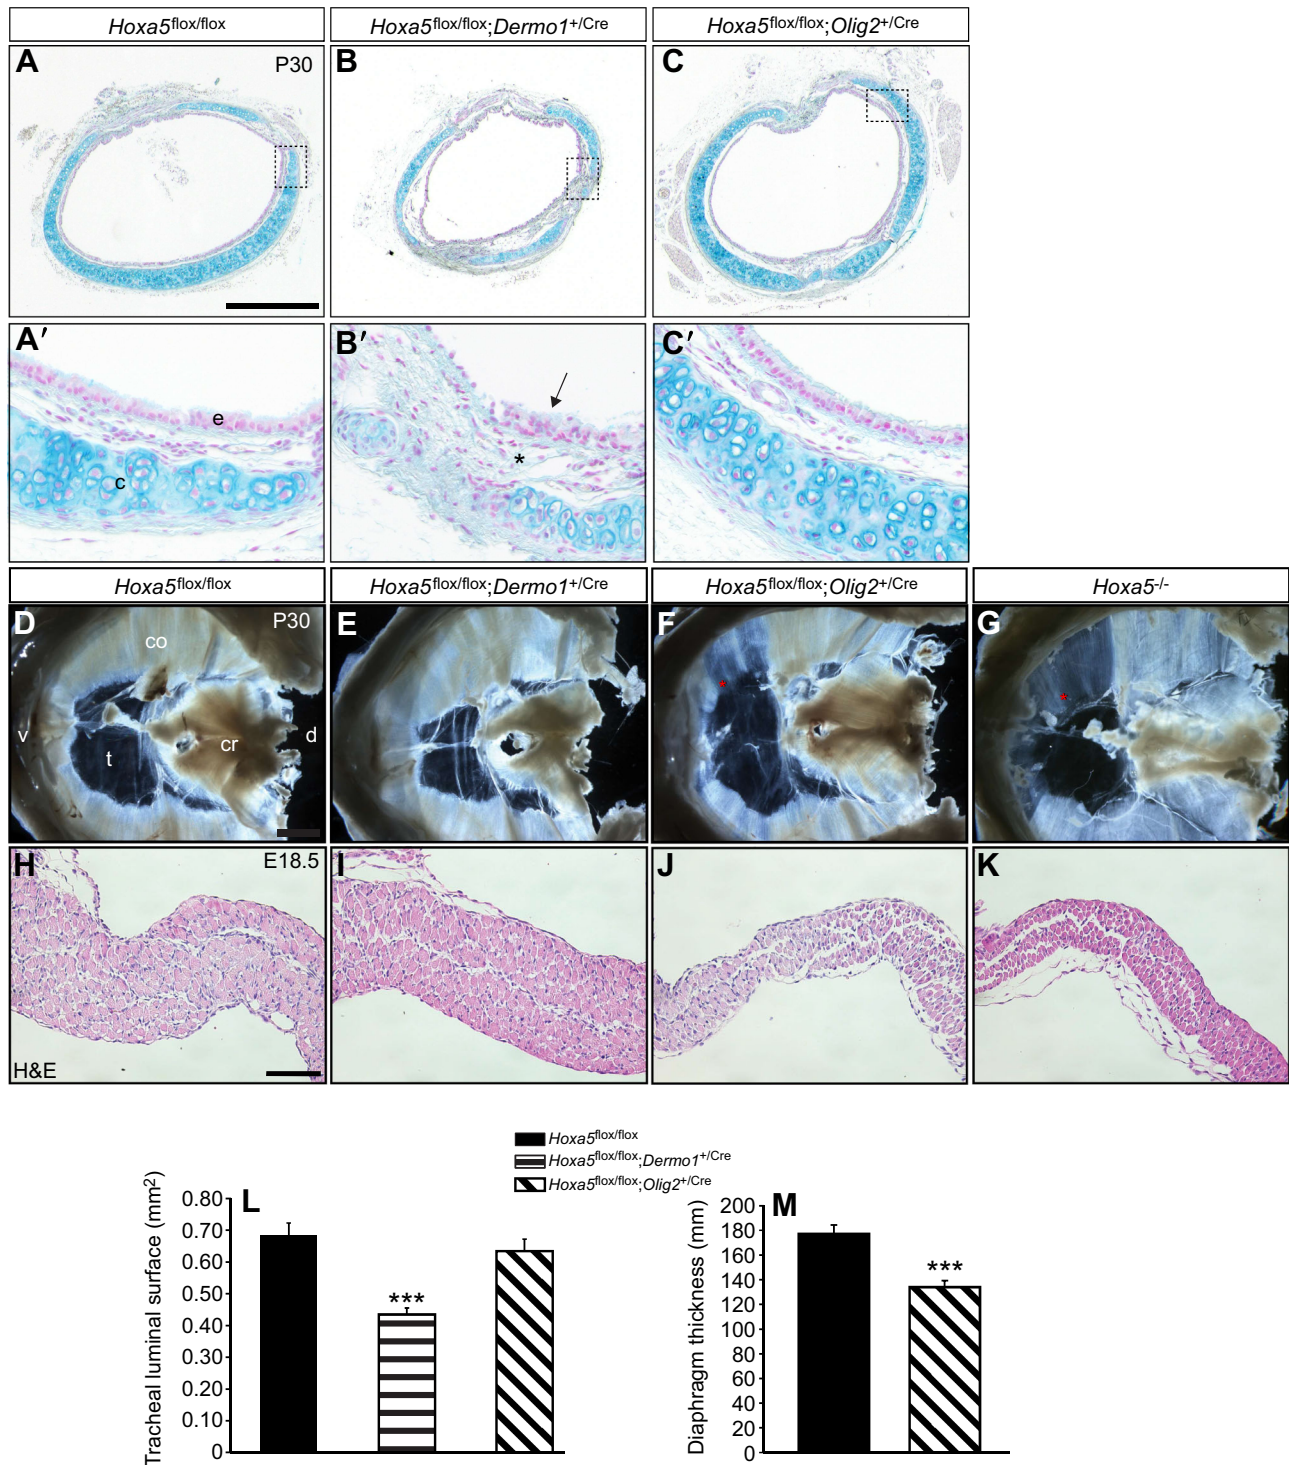 Hoxa5flox/flox
Hoxa5flox/flox;Dermo1+/Cre
Hoxa5flox/flox;Olig2+/Cre
A
P30
B
C
A′
e
c
B′
*
C′
Hoxa5flox/flox
Hoxa5flox/flox;Dermo1+/Cre
Hoxa5flox/flox;Olig2+/Cre
Hoxa5-/-
D
P30
co
v
t
cr
d
E
F
*
G
*
H
E18.5
H&E
I
J
K
Hoxa5flox/flox
Hoxa5flox/flox;Dermo1+/Cre
Hoxa5flox/flox;Olig2+/Cre
L
Tracheal luminal surface (mm2)
0.80
0.70
0.60
0.50
0.40
0.30
0.20
0.10
0
***
M
Diaphragm thickness (mm)
200
180
160
140
120
100
80
60
40
20
0
***